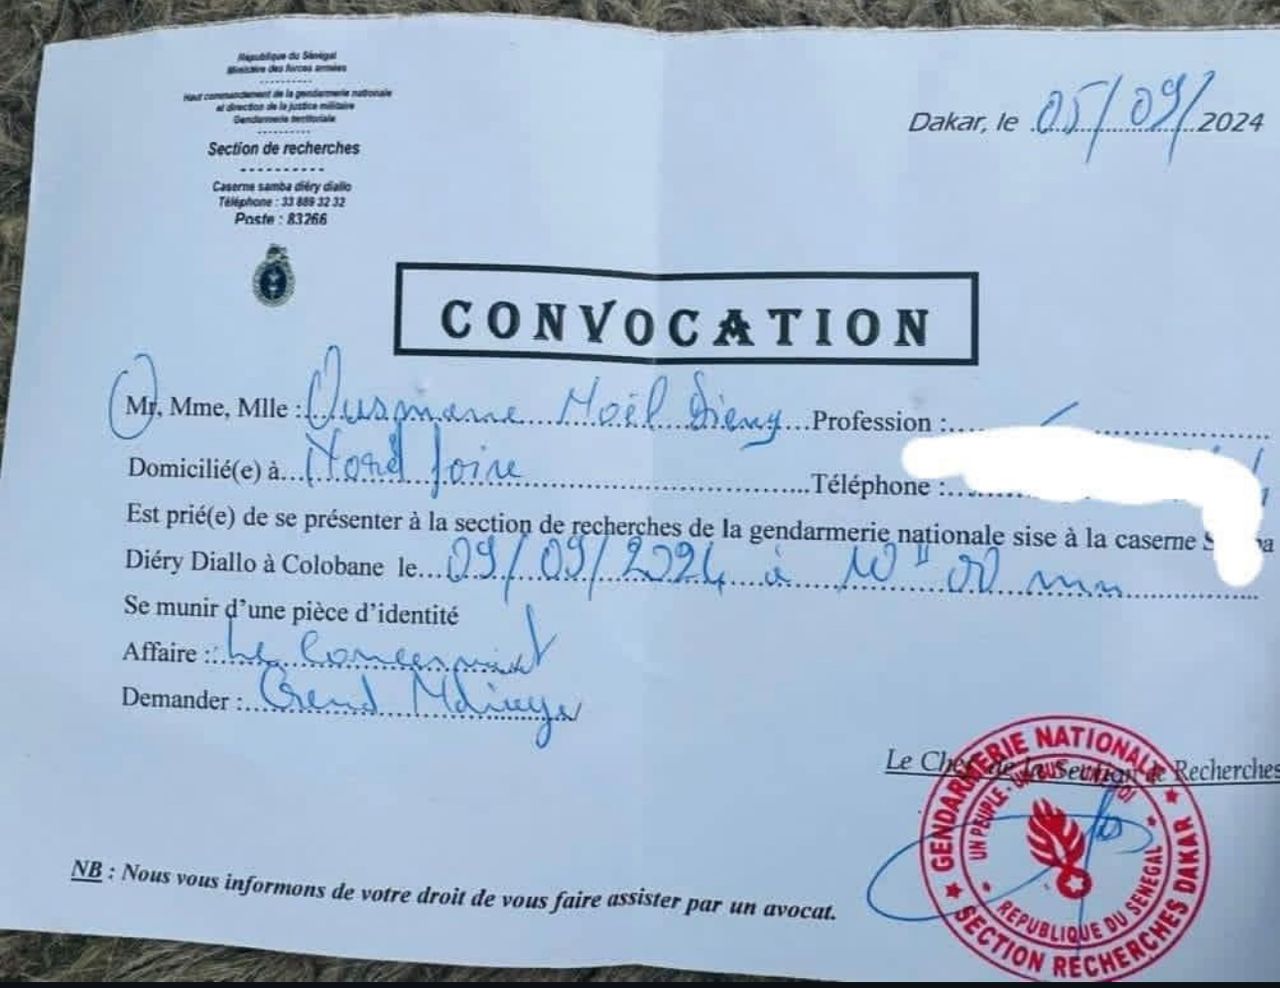 République du Sénégal
Ministère des forces armées
Haut commandement de la gendarmerie nationale
et direction de la justice militaire
Gendarmerie territoriale
Section de recherches
Caserne samba diéry diallo
Téléphone : 33 889 32 32
Poste : 83266
Dakar, le 05/09/2024
CONVOCATION
Mr, Mme, Mlle : Ousmane Noël Dieng Profession :
Domicilié(e) à Nord foire Téléphone :
Est prié(e) de se présenter à la section de recherches de la gendarmerie nationale sise à la caserne
Diéry Diallo à Colobane le 09/09/2024 à 10H 00 mn
Se munir d'une pièce d'identité
Affaire : Le Concernant
Demander : Gend Ndiaye
Le Chef de la Section de Recherches
GENDARMERIE NATIONALE
UN PEUPLE - UN BUT - UNE FOI
REPUBLIQUE DU SENEGAL
SECTION RECHERCHES DAKAR
NB : Nous vous informons de votre droit de vous faire assister par un avocat.